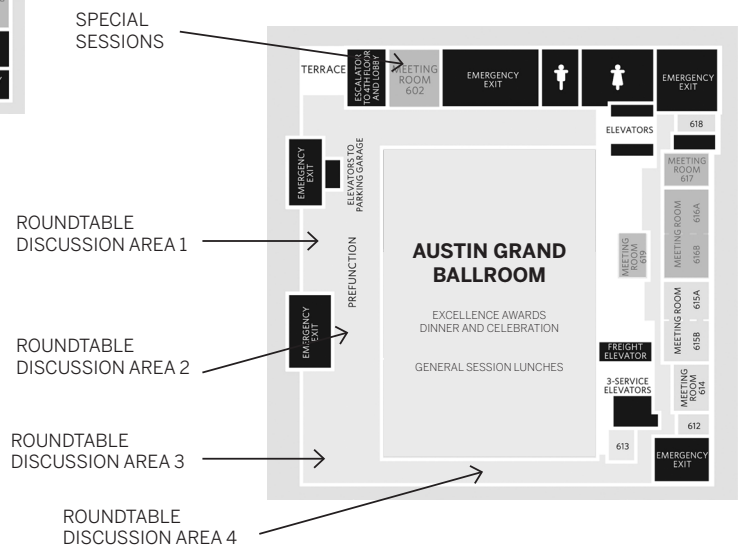 SPECIAL
SESSIONS
TERRACE
ESCALATOR
TO 4TH FLOOR
AND LOBBY
MEETING
ROOM
602
EMERGENCY
EXIT
EMERGENCY
EXIT
ELEVATORS
618
MEETING
ROOM
617
EMERGENCY
EXIT
ELEVATORS TO
PARKING GARAGE
MEETING ROOM
616A
616B
ROUNDTABLE
DISCUSSION AREA 1
PREFUNCTION
AUSTIN GRAND
BALLROOM
MEETING
ROOM
619
EXCELLENCE AWARDS
DINNER AND CELEBRATION
GENERAL SESSION LUNCHES
MEETING ROOM
615A
615B
EMERGENCY
EXIT
ROUNDTABLE
DISCUSSION AREA 2
FREIGHT
ELEVATOR
3-SERVICE
ELEVATORS
MEETING
ROOM
614
612
613
EMERGENCY
EXIT
ROUNDTABLE
DISCUSSION AREA 3
ROUNDTABLE
DISCUSSION AREA 4